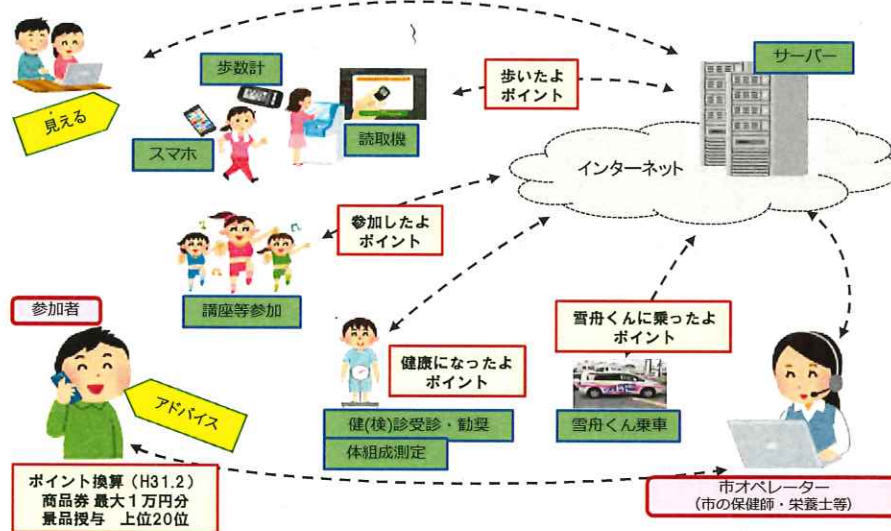 サーバー
歩数計
歩いたよ
ポイント
見える
スマホ
読取機
インターネット
参加したよ
ポイント
参加者
講座等参加
雪舟くんに乗ったよ
ポイント
健康になったよ
ポイント
アドバイス
健(検)診受診・勧奨
雪舟くん乗車
体組成測定
ポイント換算(H31.2)
商品券 最大1万円分
景品授与 上位20位
市オペレーター
(市の保健師・栄養士等)